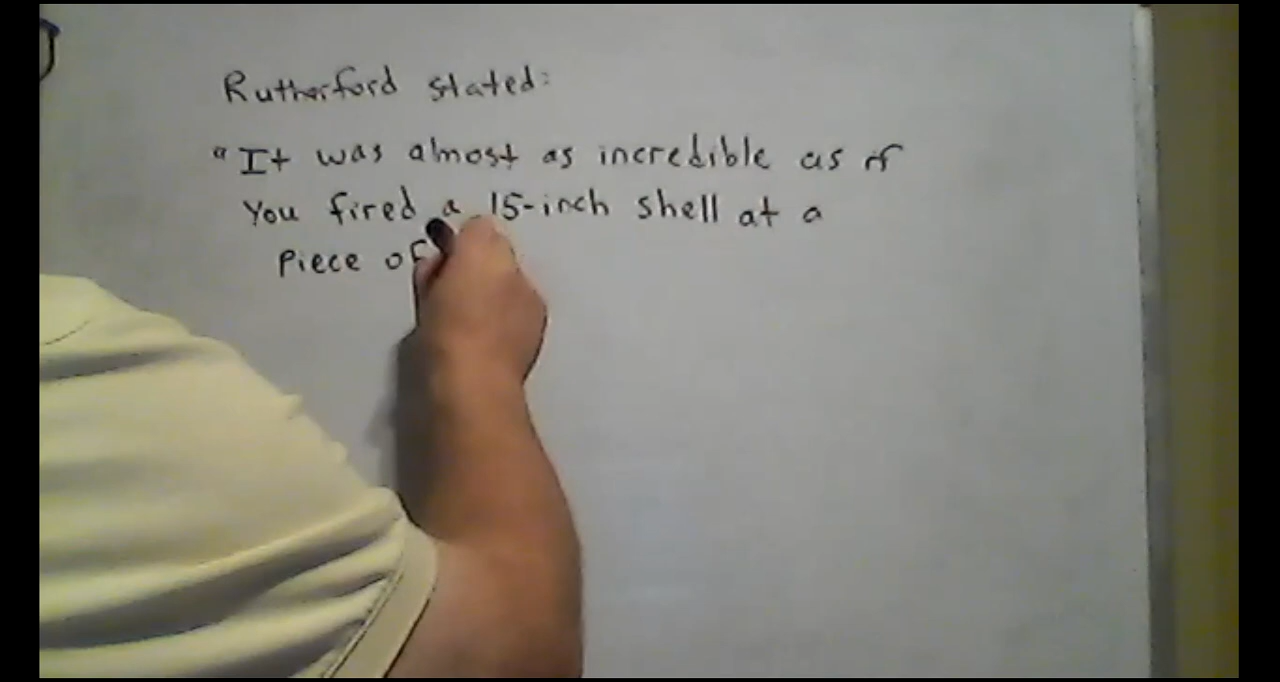 Rutherford stated:
"It was almost as incredible as if
You fired a 15-inch shell at a
Piece of